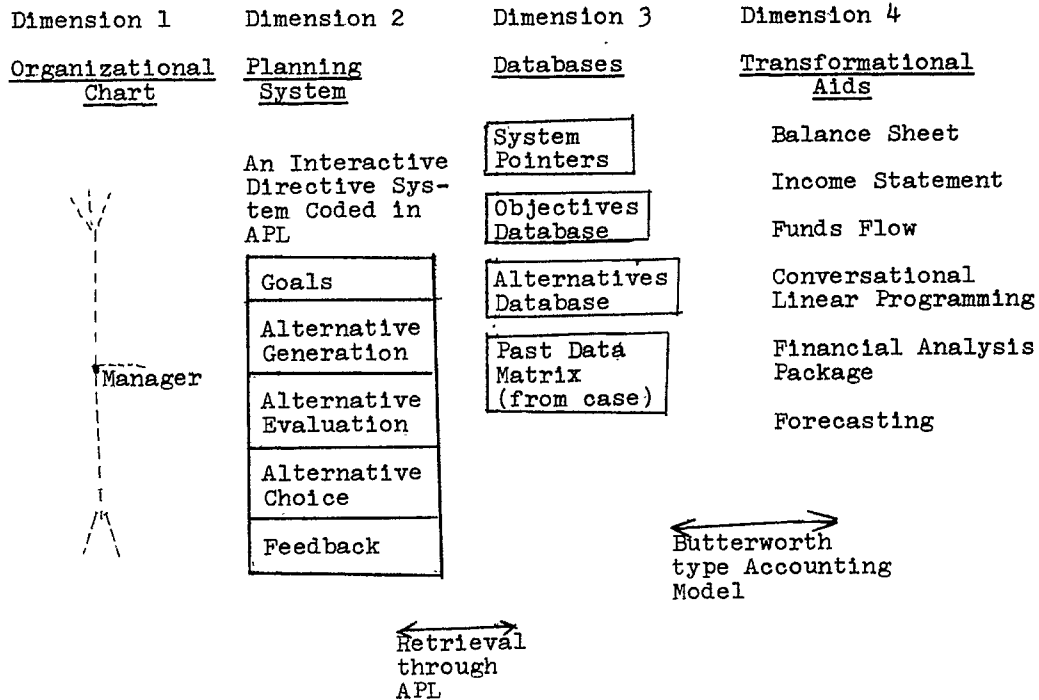 Dimension 1
Organizational
Chart
Manager
Dimension 2
Planning
System
An Interactive
Directive Sys-
tem Coded in
APL
Goals
Alternative
Generation
Alternative
Evaluation
Alternative
Choice
Feedback
Dimension 3
Databases
System
Pointers
Objectives
Database
Alternatives
Database
Past Data
Matrix
(from case)
Dimension 4
Transformational
Aids
Balance Sheet
Income Statement
Funds Flow
Conversational
Linear Programming
Financial Analysis
Package
Forecasting
Butterworth
type Accounting
Model
Retrieval
through
APL